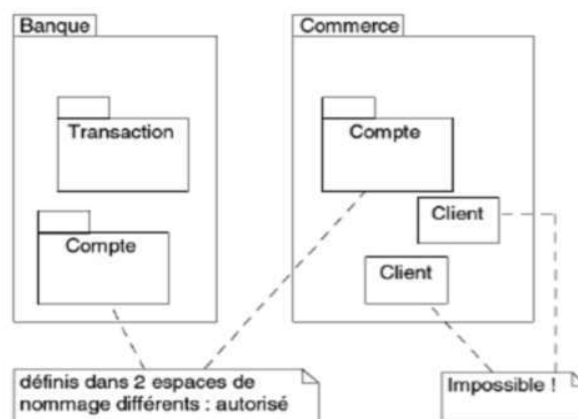 Banque
Commerce
Transaction
Compte
Compte
Client
Client
définis dans 2 espaces de
nommage différents : autorisé
Impossible !